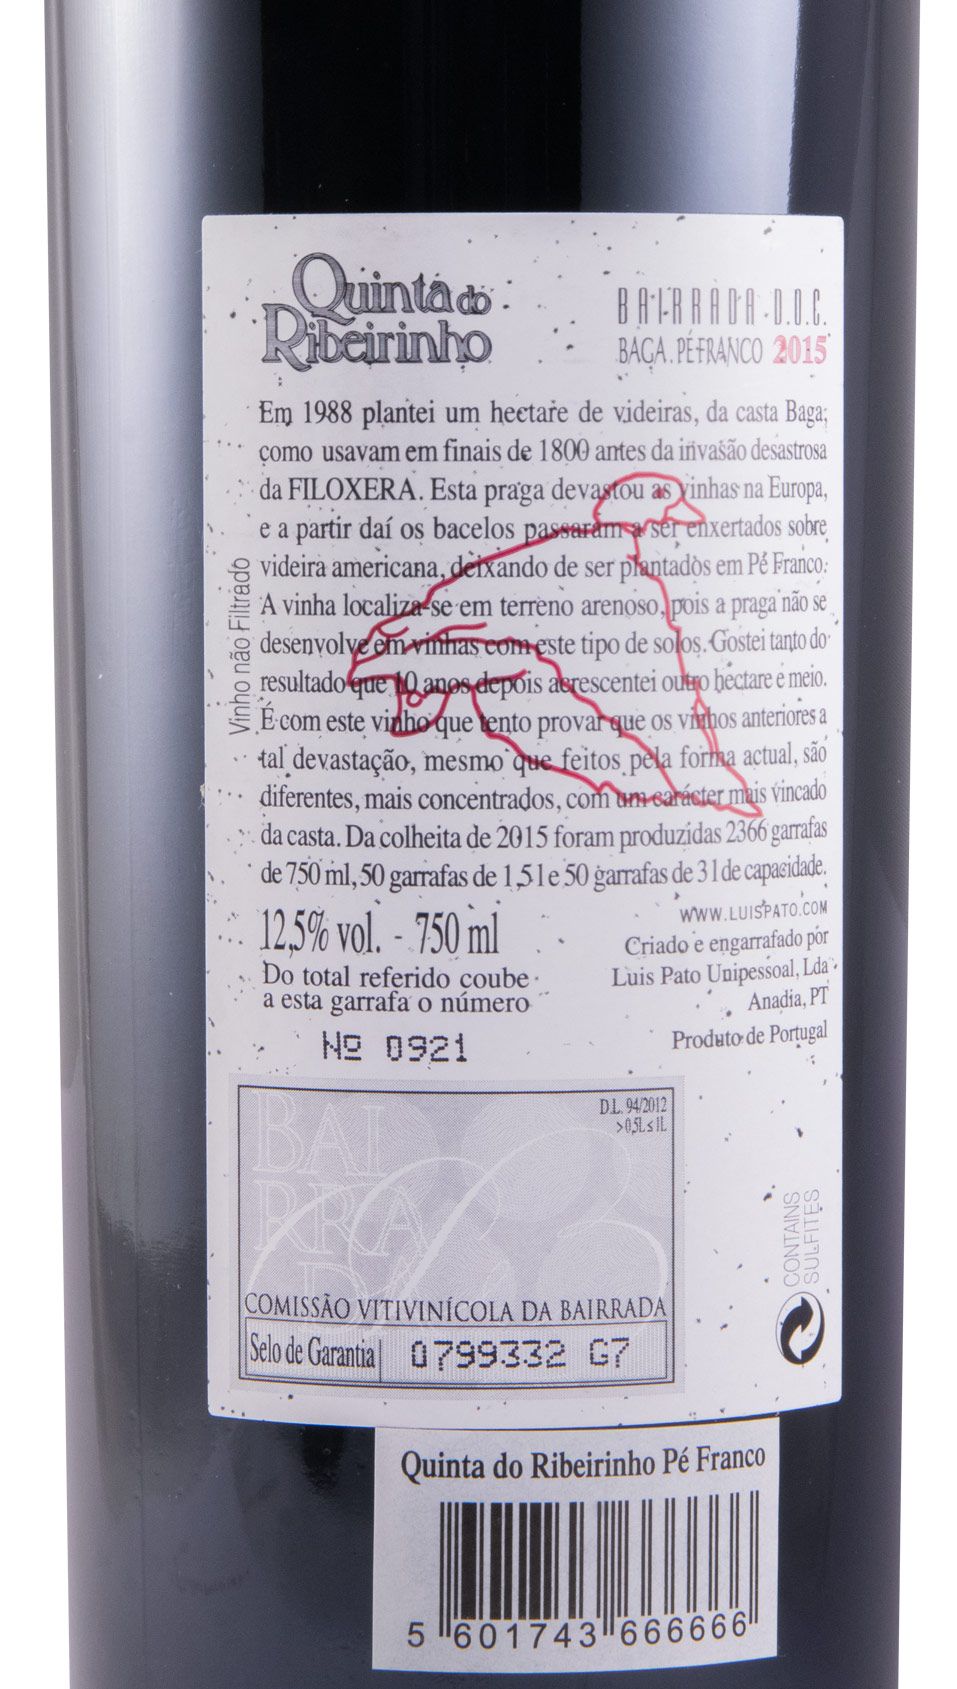 Quinta do
Ribeirinho
BAIRRADA D.O.C.
BAGA. PÉ FRANCO 2015
Em 1988 plantei um hectare de videiras, da casta Baga,
como usavam em finais de 1800 antes da invasão desastrosa
da FILOXERA. Esta praga devastou as vinhas na Europa,
e a partir daí os bacelos passaram a ser enxertados sobre
videira americana, deixando de ser plantados em Pé Franco.
A vinha localiza-se em terreno arenoso, pois a praga não se
desenvolve em vinhas com este tipo de solos. Gostei tanto do
resultado que 10 anos depois acrescentei outro hectare e meio.
É com este vinho que tento provar que os vinhos anteriores a
tal devastação, mesmo que feitos pela forma actual, são
diferentes, mais concentrados, com um carácter mais vincado
da casta. Da colheita de 2015 foram produzidas 2366 garrafas
de 750 ml, 50 garrafas de 1,5 l e 50 garrafas de 3 l de capacidade.
Vinho não Filtrado
12,5% vol. - 750 ml
Do total referido coube
a esta garrafa o número
Nº 0921
WWW.LUISPATO.COM
Criado e engarrafado por
Luis Pato Unipessoal, Lda
Anadia, PT
Produto de Portugal
D.L. 94/2012
>0,5L≤1L
BAI
RRA
DA
COMISSÃO VITIVINÍCOLA DA BAIRRADA
Selo de Garantia 0799332 G7
CONTAINS
SULFITES
Quinta do Ribeirinho Pé Franco
5 601743 666666